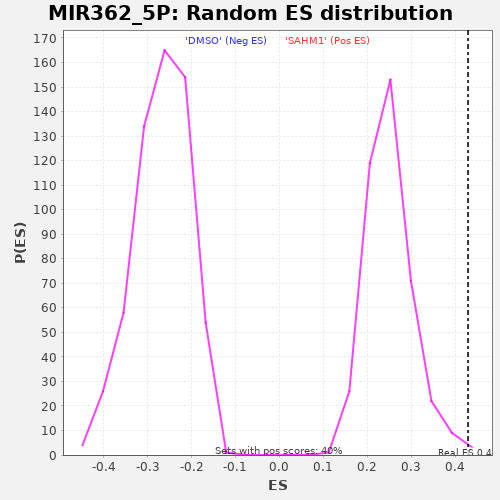 MIR362_5P: Random ES distribution
'DMSO' (Neg ES) 'SAHM1' (Pos ES)
170
160
150
140
130
120
110
100
90
80
70
60
50
40
30
20
10
0
P(ES)
Sets with pos scores: 40%
Real ES 0.4
-0.4 -0.3 -0.2 -0.1 0.0 0.1 0.2 0.3 0.4
ES